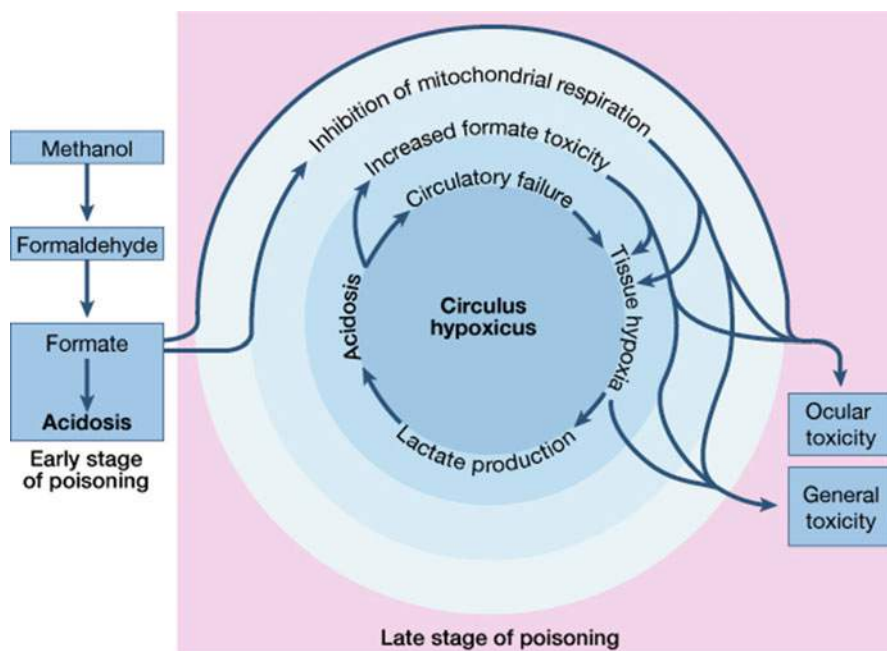 Methanol
Formaldehyde
Formate
Acidosis
Early stage
of poisoning
Inhibition of mitochondrial respiration
Increased formate toxicity
Circulatory failure
Tissue hypoxia
Lactate production
Acidosis
Circulus
hypoxicus
Ocular
toxicity
General
toxicity
Late stage of poisoning